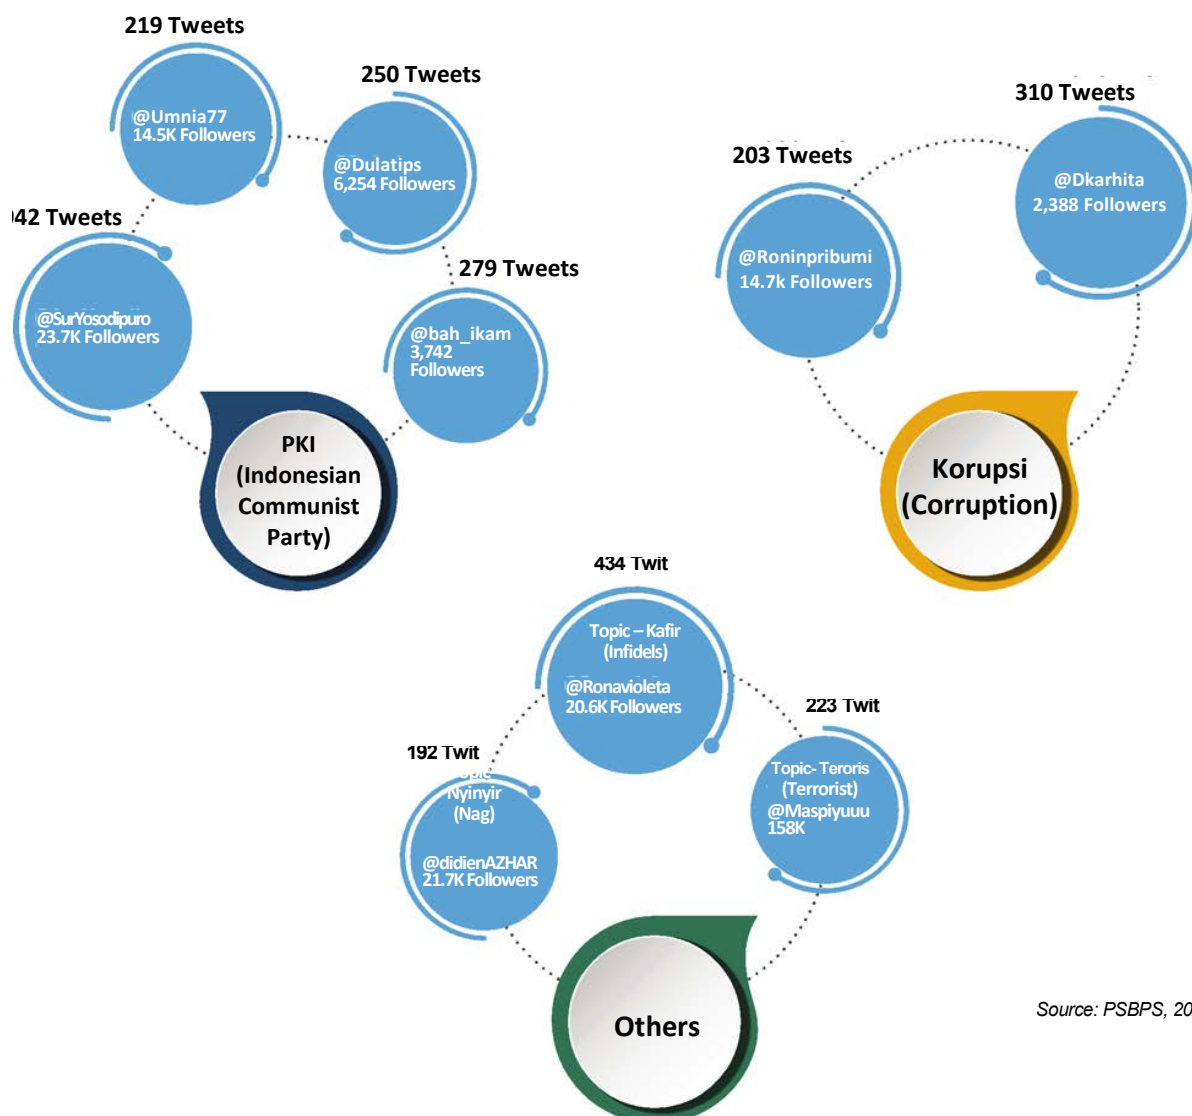 219 Tweets
@Umnia77
14.5K Followers
250 Tweets
@Dulatips
6,254 Followers
42 Tweets
@SurYosodipuro
23.7K Followers
279 Tweets
@bah_ikam
3,742
Followers
PKI
(Indonesian
Communist
Party)
310 Tweets
@Dkarhita
2,388 Followers
203 Tweets
@Roninpribumi
14.7k Followers
Korupsi
(Corruption)
434 Twit
Topic – Kafir
(Infidels)
@Ronavioleta
20.6K Followers
223 Twit
Topic- Teroris
(Terrorist)
@Maspiyuuu
158K
192 Twit
Nyinyir
(Nag)
@didienAZHAR
21.7K Followers
Others
Source: PSBPS, 20